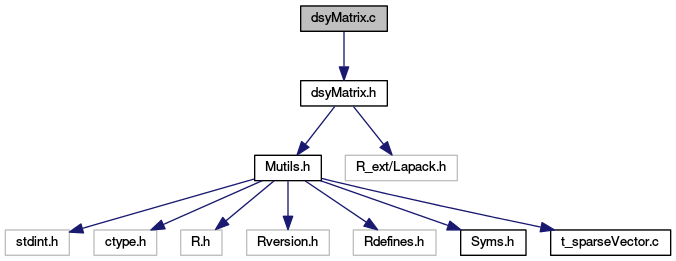 dsyMatrix.c
dsyMatrix.h
Mutils.h
R_ext/Lapack.h
stdint.h
ctype.h
R.h
Rversion.h
Rdefines.h
Syms.h
t_sparseVector.c